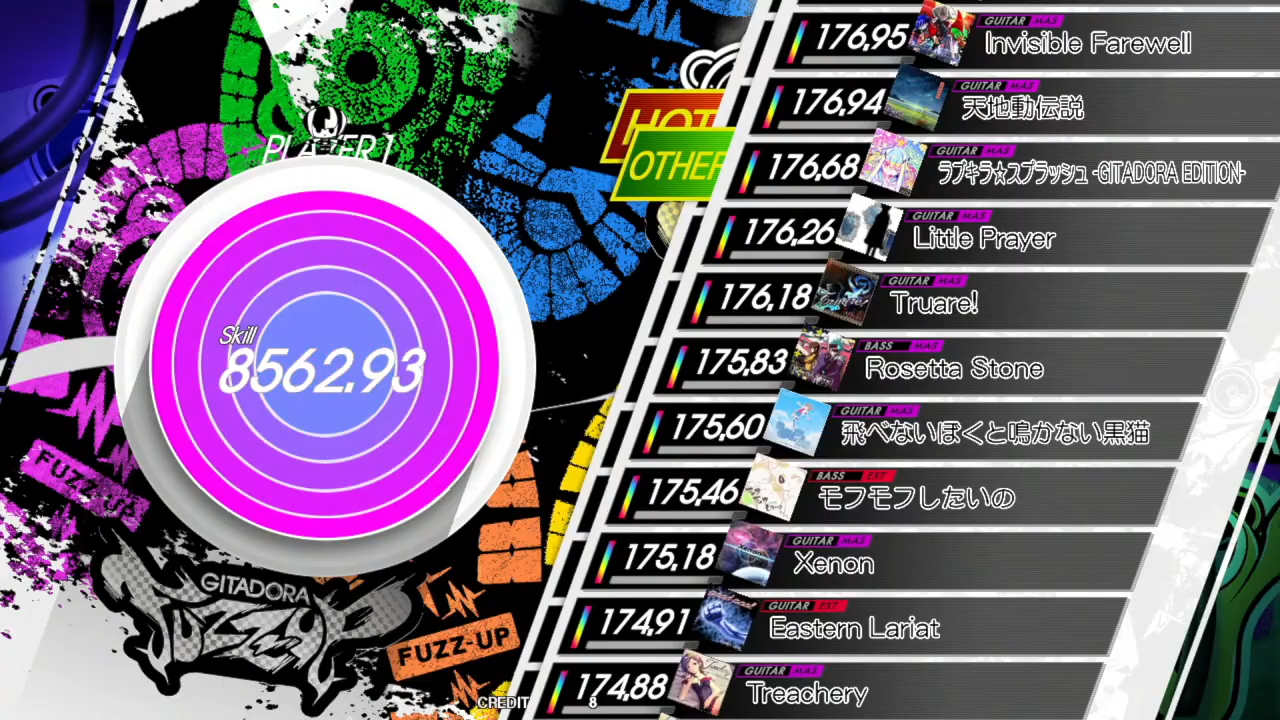 PLAYER 1
HOT
OTHER
Skill
8562.93
FUZZ-UP
GITADORA
FUZZ-UP
CREDIT 8
176.95 GUITAR MAS
Invisible Farewell
176.94 GUITAR MAS
天地動伝説
176.68 GUITAR MAS
ラブキラ☆スプラッシュ -GITADORA EDITION-
176.26 GUITAR MAS
Little Prayer
176.18 GUITAR MAS
Truare!
175.83 BASS MAS
Rosetta Stone
175.60 GUITAR MAS
飛べないぼくと鳴かない黒猫
175.46 BASS EXT
モフモフしたいの
175.18 GUITAR MAS
Xenon
174.91 GUITAR EXT
Eastern Lariat
174.88 GUITAR MAS
Treachery